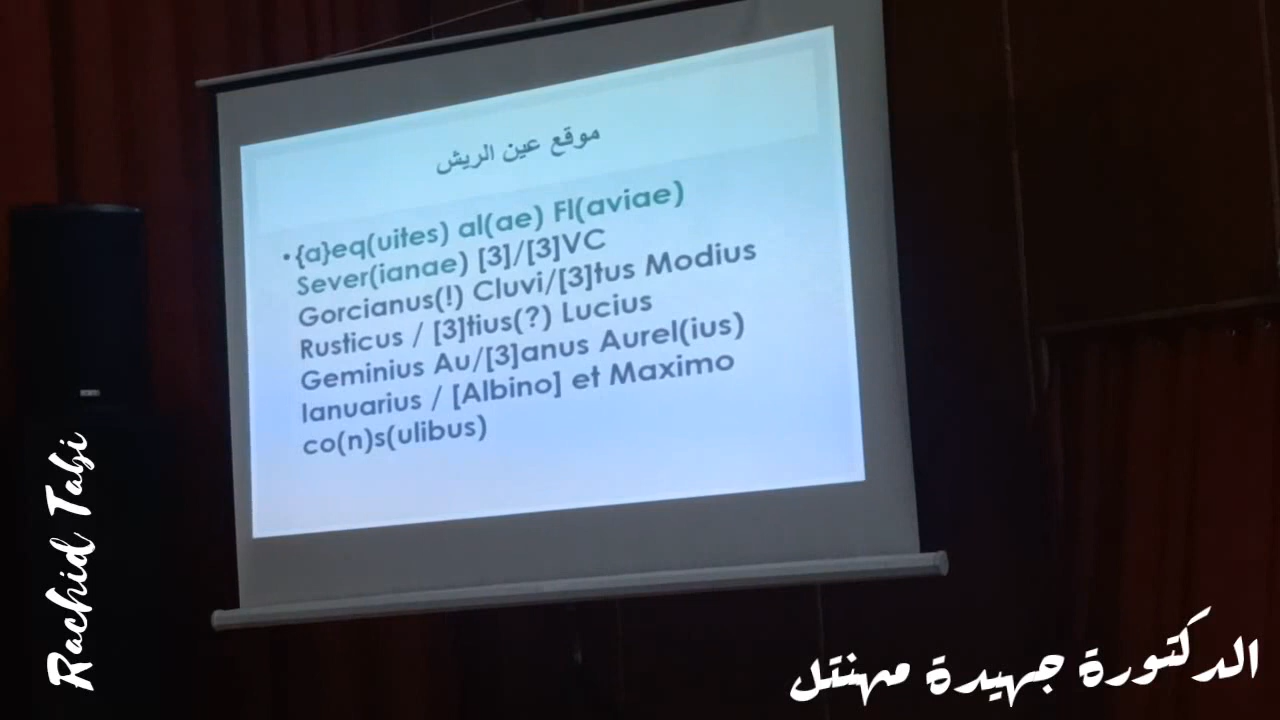 موقع عين الريش
• {a}eq(uites) al(ae) Fl(aviae)
Sever(ianae) [3]/[3]VC
Gorcianus(!) Cluvi/[3]tus Modius
Rusticus / [3]tius(?) Lucius
Geminius Au/[3]anus Aurel(ius)
Ianuarius / [Albino] et Maximo
co(n)s(ulibus)
Rachid Tabi
الدكتورة جهيدة مهنتل